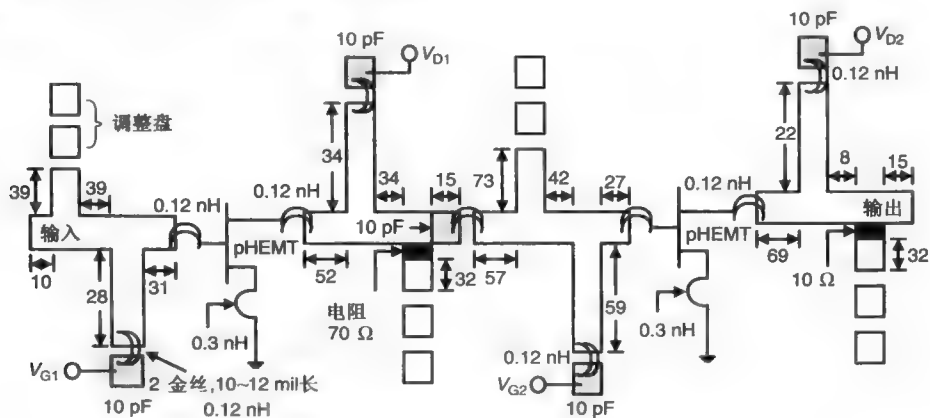 10 pF
V_D1
10 pF
V_D2
0.12 nH
调整盘
39
39
34
34
15
73
42
27
22
8
15
0.12 nH
0.12 nH
0.12 nH
输入
pHEMT
10 pF
pHEMT
输出
10
28
31
52
32
57
59
69
10 Ω
32
电阻
70 Ω
0.3 nH
0.3 nH
V_G1
2 金丝,10~12 mil长
0.12 nH
10 pF
0.12 nH
V_G2
10 pF